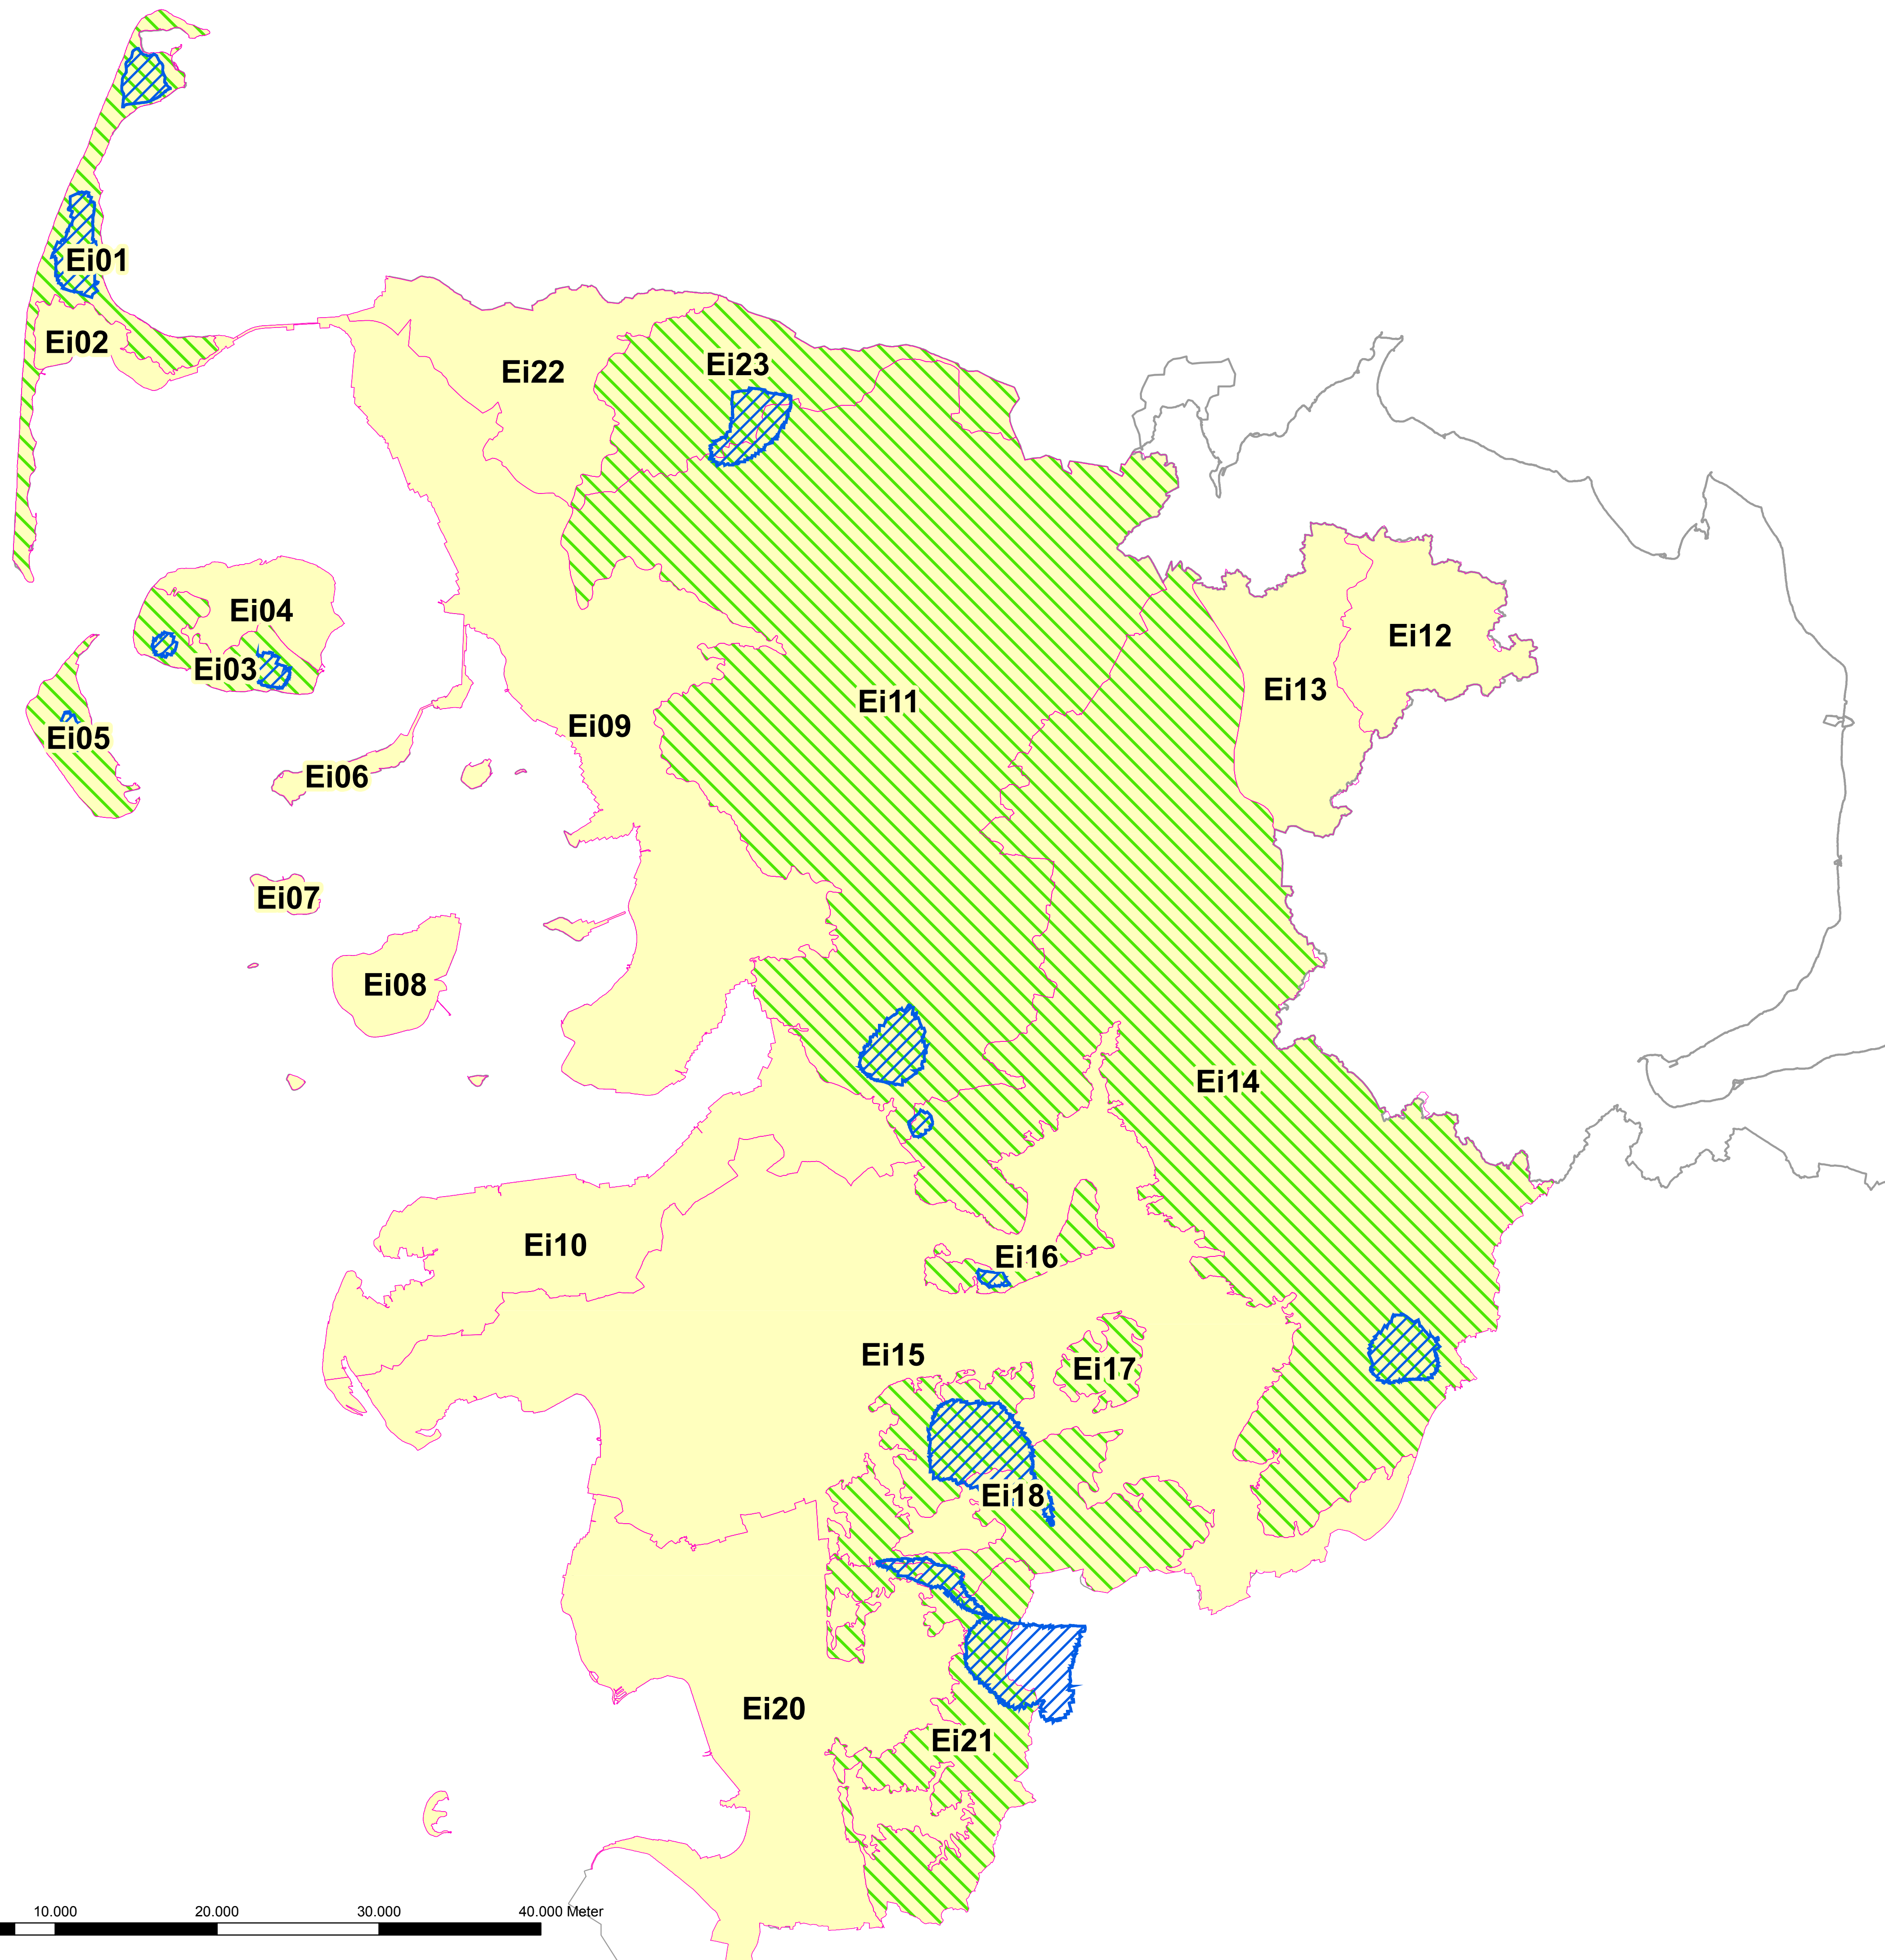 Ei01
Ei02
Ei22
Ei23
Ei04
Ei03
Ei05
Ei12
Ei13
Ei11
Ei09
Ei06
Ei07
Ei08
Ei14
Ei10
Ei16
Ei15
Ei17
Ei18
Ei20
Ei21
10.000 20.000 30.000 40.000 Meter